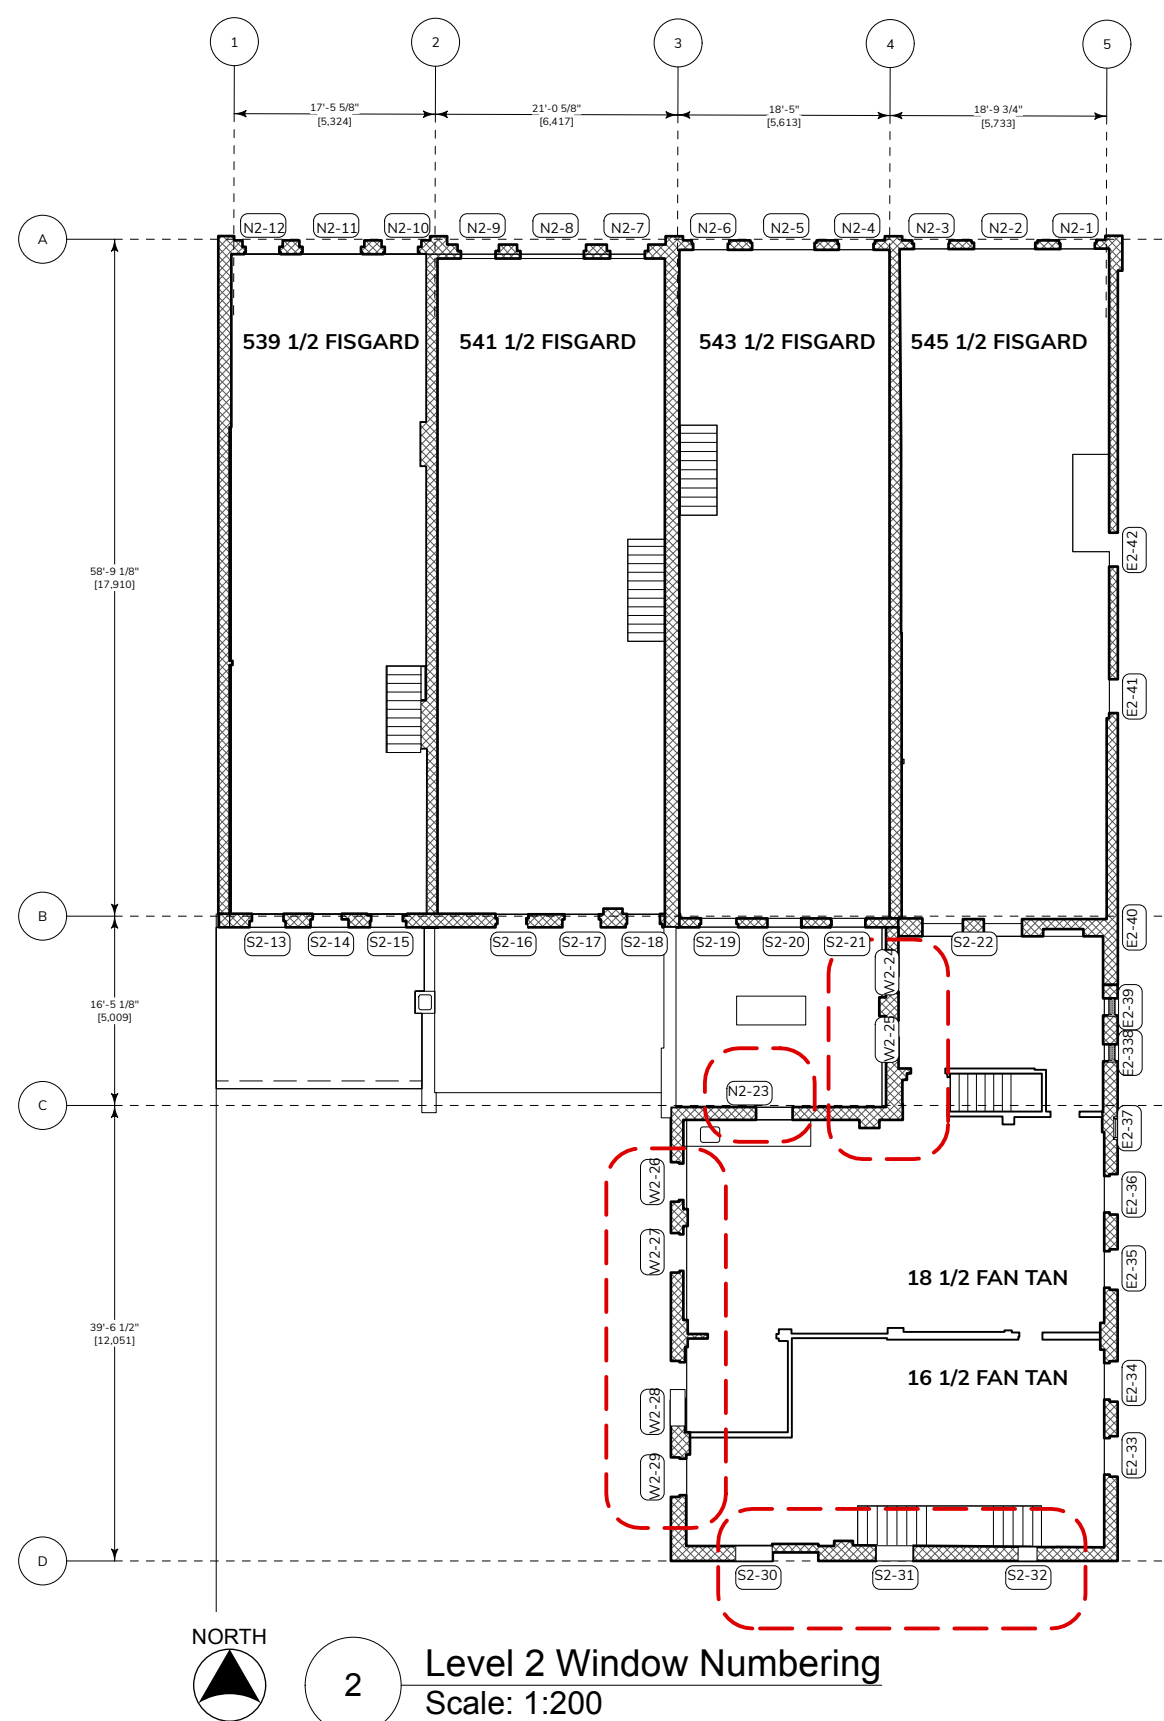 1
2
3
4
5
17'-5 5/8"
[5,324]
21'-0 5/8"
[6,417]
18'-5"
[5,613]
18'-9 3/4"
[5,733]
A
N2-12
N2-11
N2-10
N2-9
N2-8
N2-7
N2-6
N2-5
N2-4
N2-3
N2-2
N2-1
539 1/2 FISGARD
541 1/2 FISGARD
543 1/2 FISGARD
545 1/2 FISGARD
58'-9 1/8"
[17,910]
E2-42
E2-41
B
E2-40
S2-13
S2-14
S2-15
S2-16
S2-17
S2-18
S2-19
S2-20
S2-21
S2-22
W2-24
W2-25
16'-5 1/8"
[5,009]
E2-39
E2-338
N2-23
C
E2-37
W2-26
E2-36
W2-27
E2-35
18 1/2 FAN TAN
39'-6 1/2"
[12,051]
16 1/2 FAN TAN
E2-34
W2-28
E2-33
W2-29
D
S2-30
S2-31
S2-32
NORTH
2
Level 2 Window Numbering
Scale: 1:200